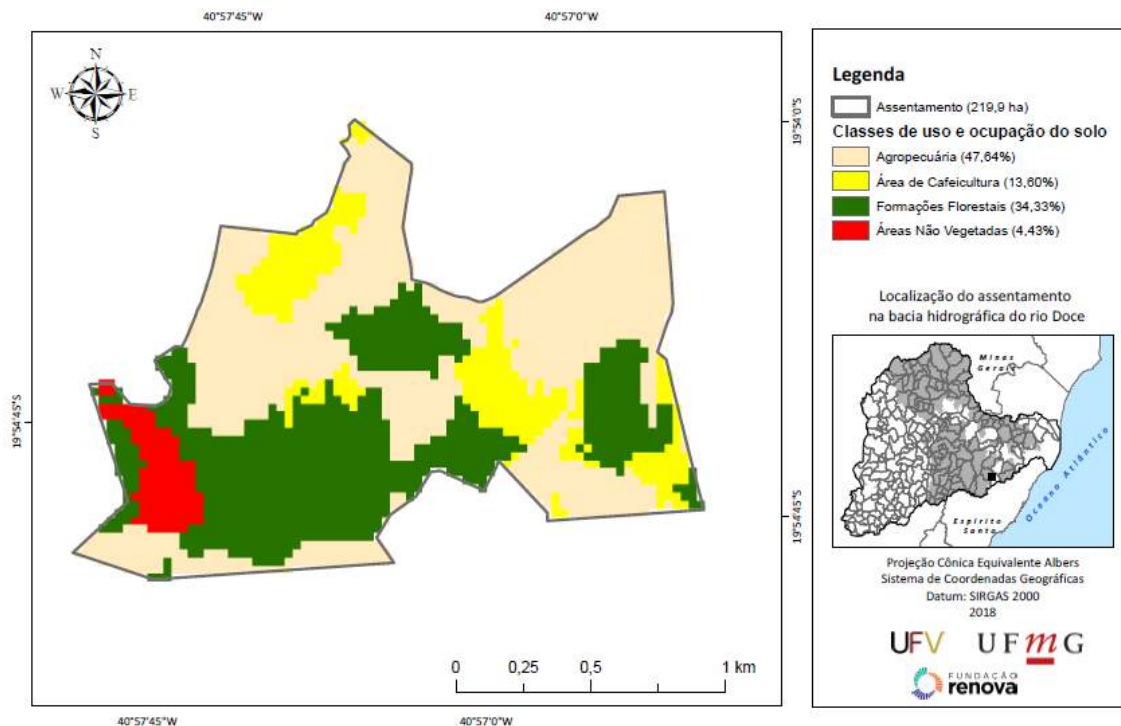 40°57'45"W
40°57'0"W
N
W
E
S
19°54'0"S
19°54'45"S
19°54'45"S
0
0,25
0,5
1 km
40°57'45"W
40°57'0"W
Legenda
Assentamento (219,9 ha)
Classes de uso e ocupação do solo
Agropecuária (47,64%)
Área de Cafeicultura (13,60%)
Formações Florestais (34,33%)
Áreas Não Vegetadas (4,43%)
Localização do assentamento
na bacia hidrográfica do rio Doce
Minas
Gerais
Oceano Atlântico
Espírito
Santo
Projeção Cônica Equivalente Albers
Sistema de Coordenadas Geográficas
Datum: SIRGAS 2000
2018
UFV
UFmG
FUNDAÇÃO
renova